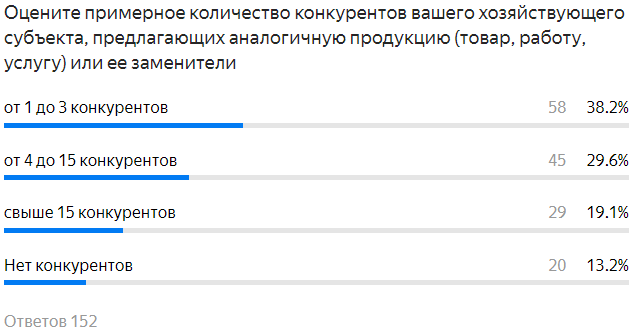 Оцените примерное количество конкурентов вашего хозяйствующего
субъекта, предлагающих аналогичную продукцию (товар, работу,
услугу) или ее заменители
от 1 до 3 конкурентов 58 38.2%
от 4 до 15 конкурентов 45 29.6%
свыше 15 конкурентов 29 19.1%
Нет конкурентов 20 13.2%
Ответов 152